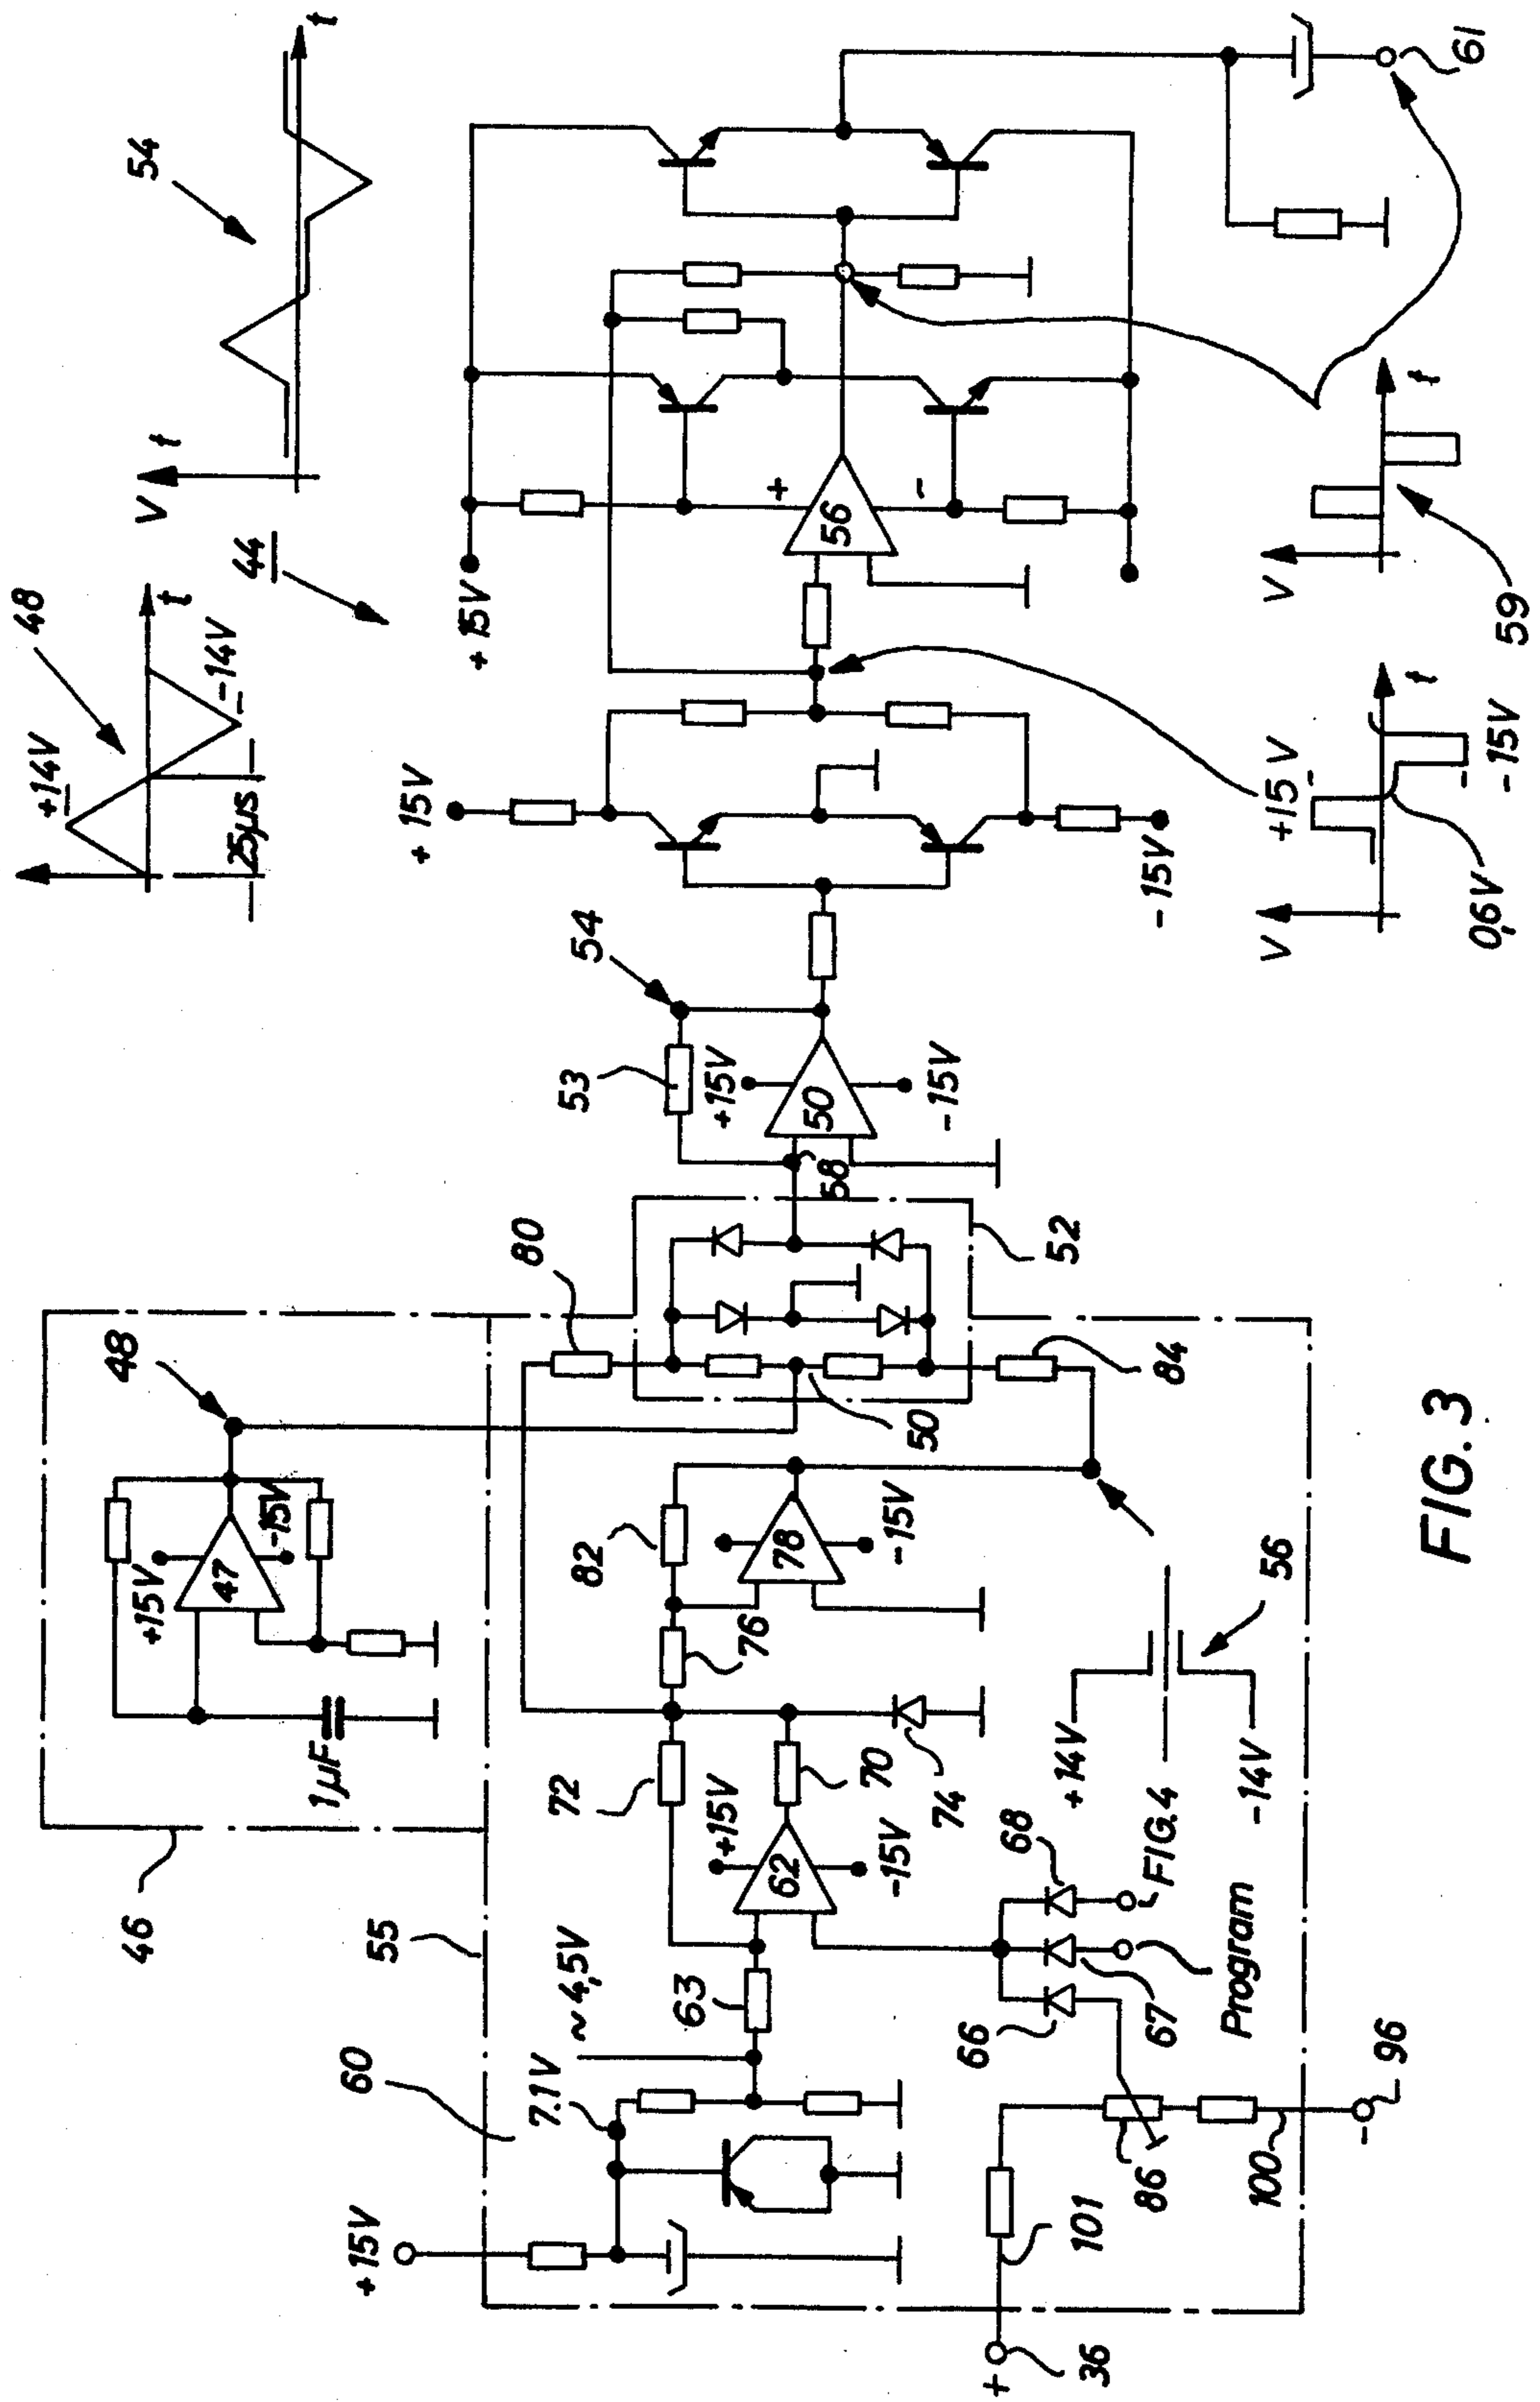 46
+15V
47
-15V
48
1µF
+14V
48
t
-14V
25µs
54
V
t
t
44
+15V
60
55
7.1V
~4,5V
63
72
+15V
62
-15V
70
74
76
82
78
-15V
80
50
52
84
58
53
+15V
50
-15V
54
+15V
-15V
+15V
+
56
-
61
+
36
101
86
100
-
96
66
67
68
Program
FIG.4
+14V
-14V
56
V
+15V
t
0,6V
-15V
V
t
59
FIG. 3